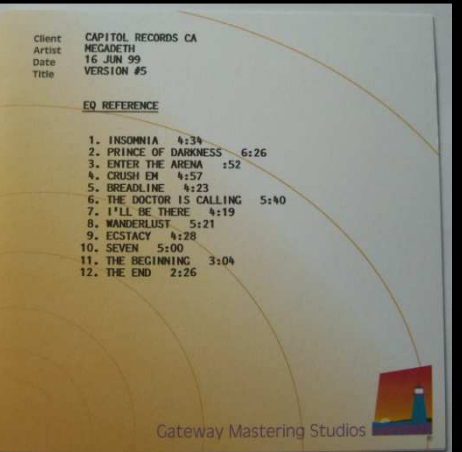 Client CAPITOL RECORDS CA
Artist MEGADETH
Date 16 JUN 99
Title VERSION #5
EQ REFERENCE
1. INSOMNIA 4:34
2. PRINCE OF DARKNESS 6:26
3. ENTER THE ARENA :52
4. CRUSH EM 4:57
5. BREADLINE 4:23
6. THE DOCTOR IS CALLING 5:40
7. I'LL BE THERE 4:19
8. WANDERLUST 5:21
9. ECSTACY 4:28
10. SEVEN 5:00
11. THE BEGINNING 3:04
12. THE END 2:26
Gateway Mastering Studios